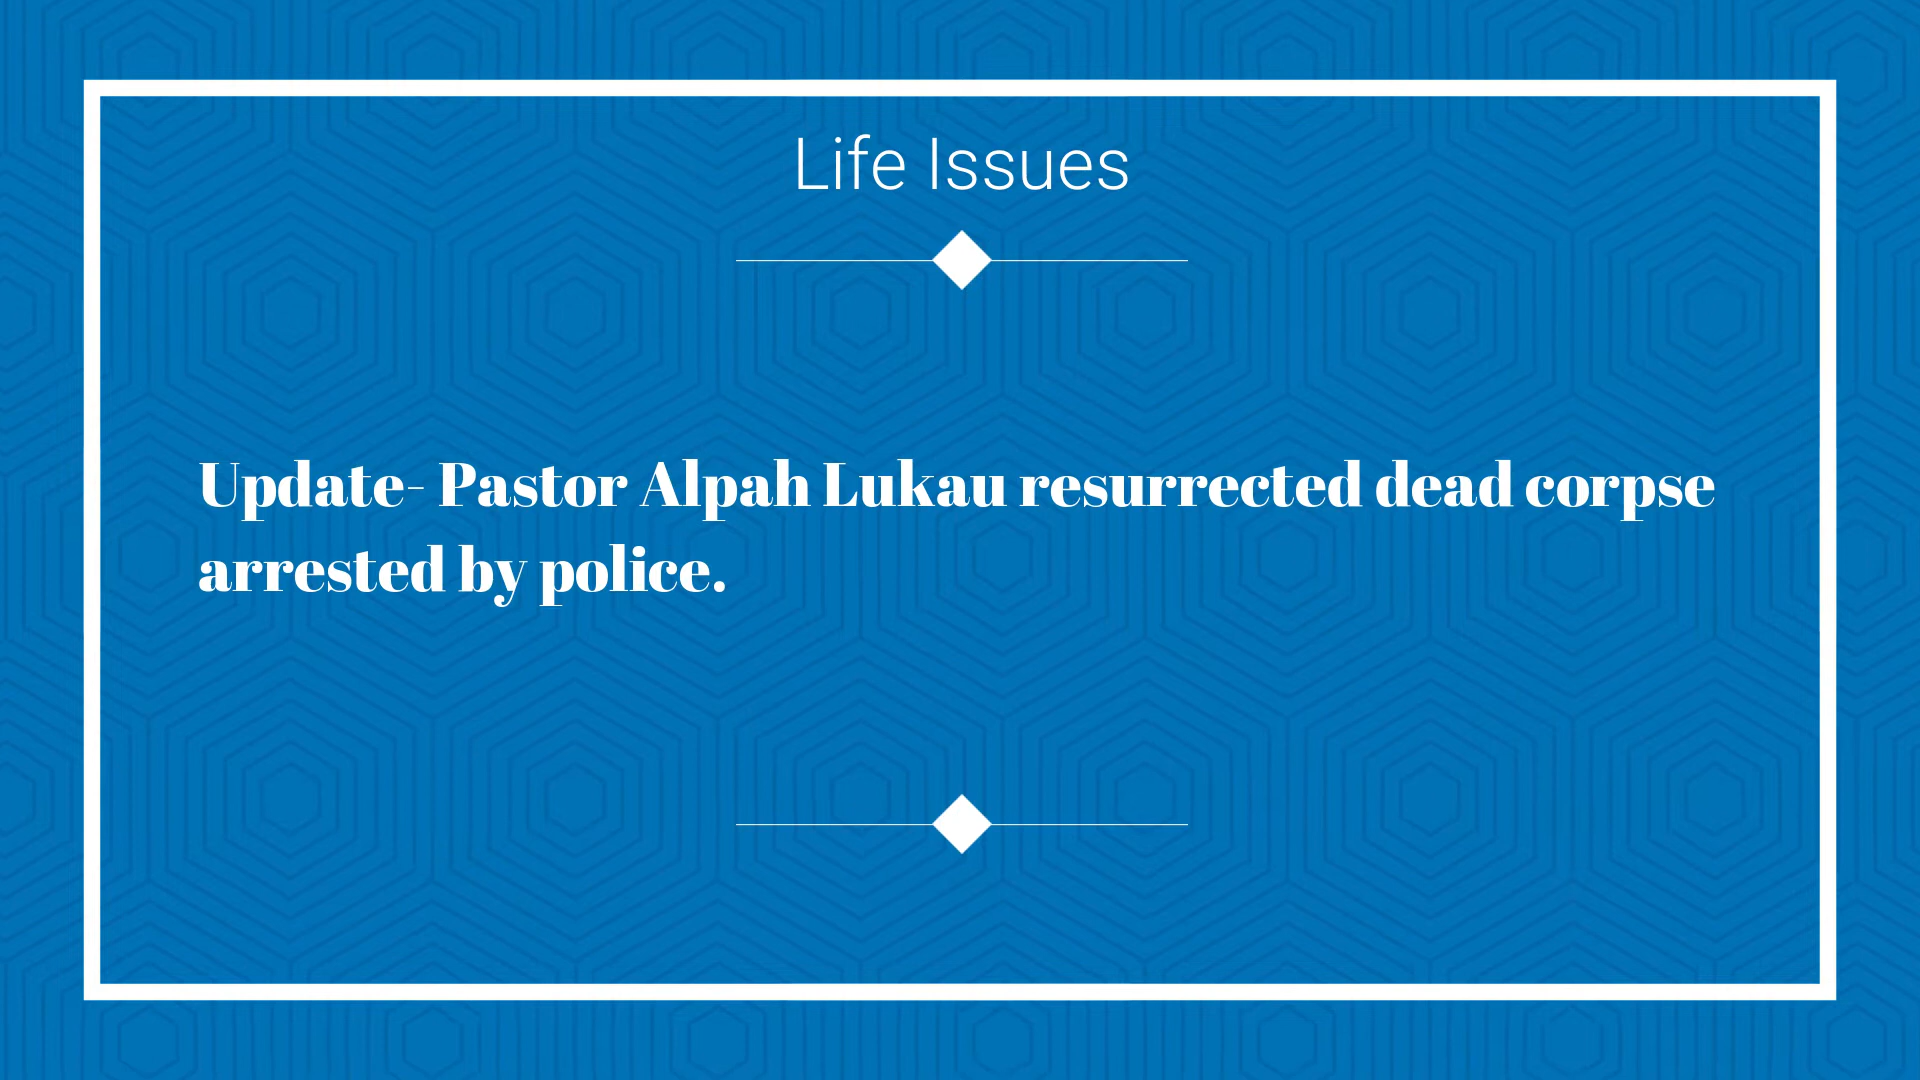 Life Issues
Update- Pastor Alpah Lukau resurrected dead corpse
arrested by police.